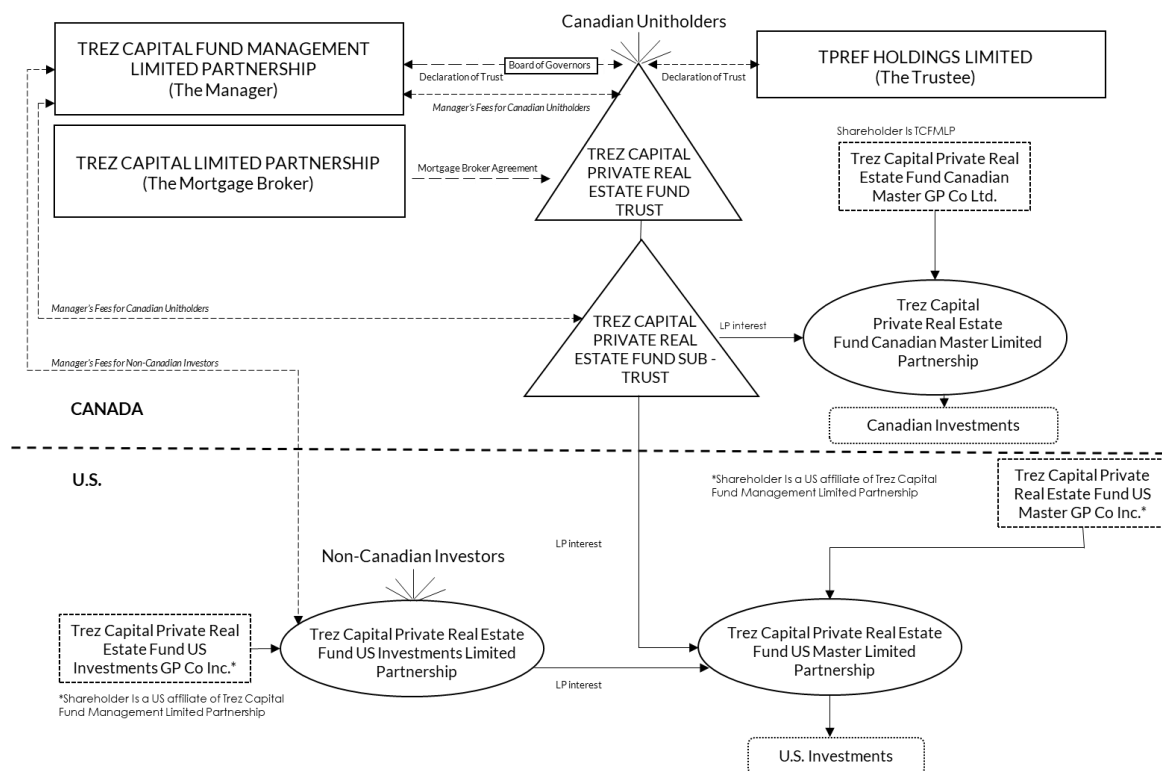 Canadian Unitholders
TREZ CAPITAL FUND MANAGEMENT
LIMITED PARTNERSHIP
(The Manager)
Board of Governors
Declaration of Trust
Declaration of Trust
TPREF HOLDINGS LIMITED
(The Trustee)
Manager's Fees for Canadian Unitholders
TREZ CAPITAL LIMITED PARTNERSHIP
(The Mortgage Broker)
Mortgage Broker Agreement
TREZ CAPITAL
PRIVATE REAL
ESTATE FUND
TRUST
Shareholder Is TCFMLP
Trez Capital Private Real
Estate Fund Canadian
Master GP Co Ltd.
Manager's Fees for Canadian Unitholders
TREZ CAPITAL
PRIVATE REAL
ESTATE FUND SUB -
TRUST
LP interest
Trez Capital
Private Real Estate
Fund Canadian Master Limited
Partnership
Manager's Fees for Non-Canadian Investors
CANADA
Canadian Investments
U.S.
*Shareholder Is a US affiliate of Trez Capital
Fund Management Limited Partnership
Trez Capital Private
Real Estate Fund US
Master GP Co Inc.*
LP interest
Non-Canadian Investors
Trez Capital Private Real
Estate Fund US
Investments GP Co Inc.*
*Shareholder Is a US affiliate of Trez Capital
Fund Management Limited Partnership
Trez Capital Private Real Estate
Fund US Investments Limited
Partnership
LP interest
Trez Capital Private Real Estate
Fund US Master Limited
Partnership
U.S. Investments